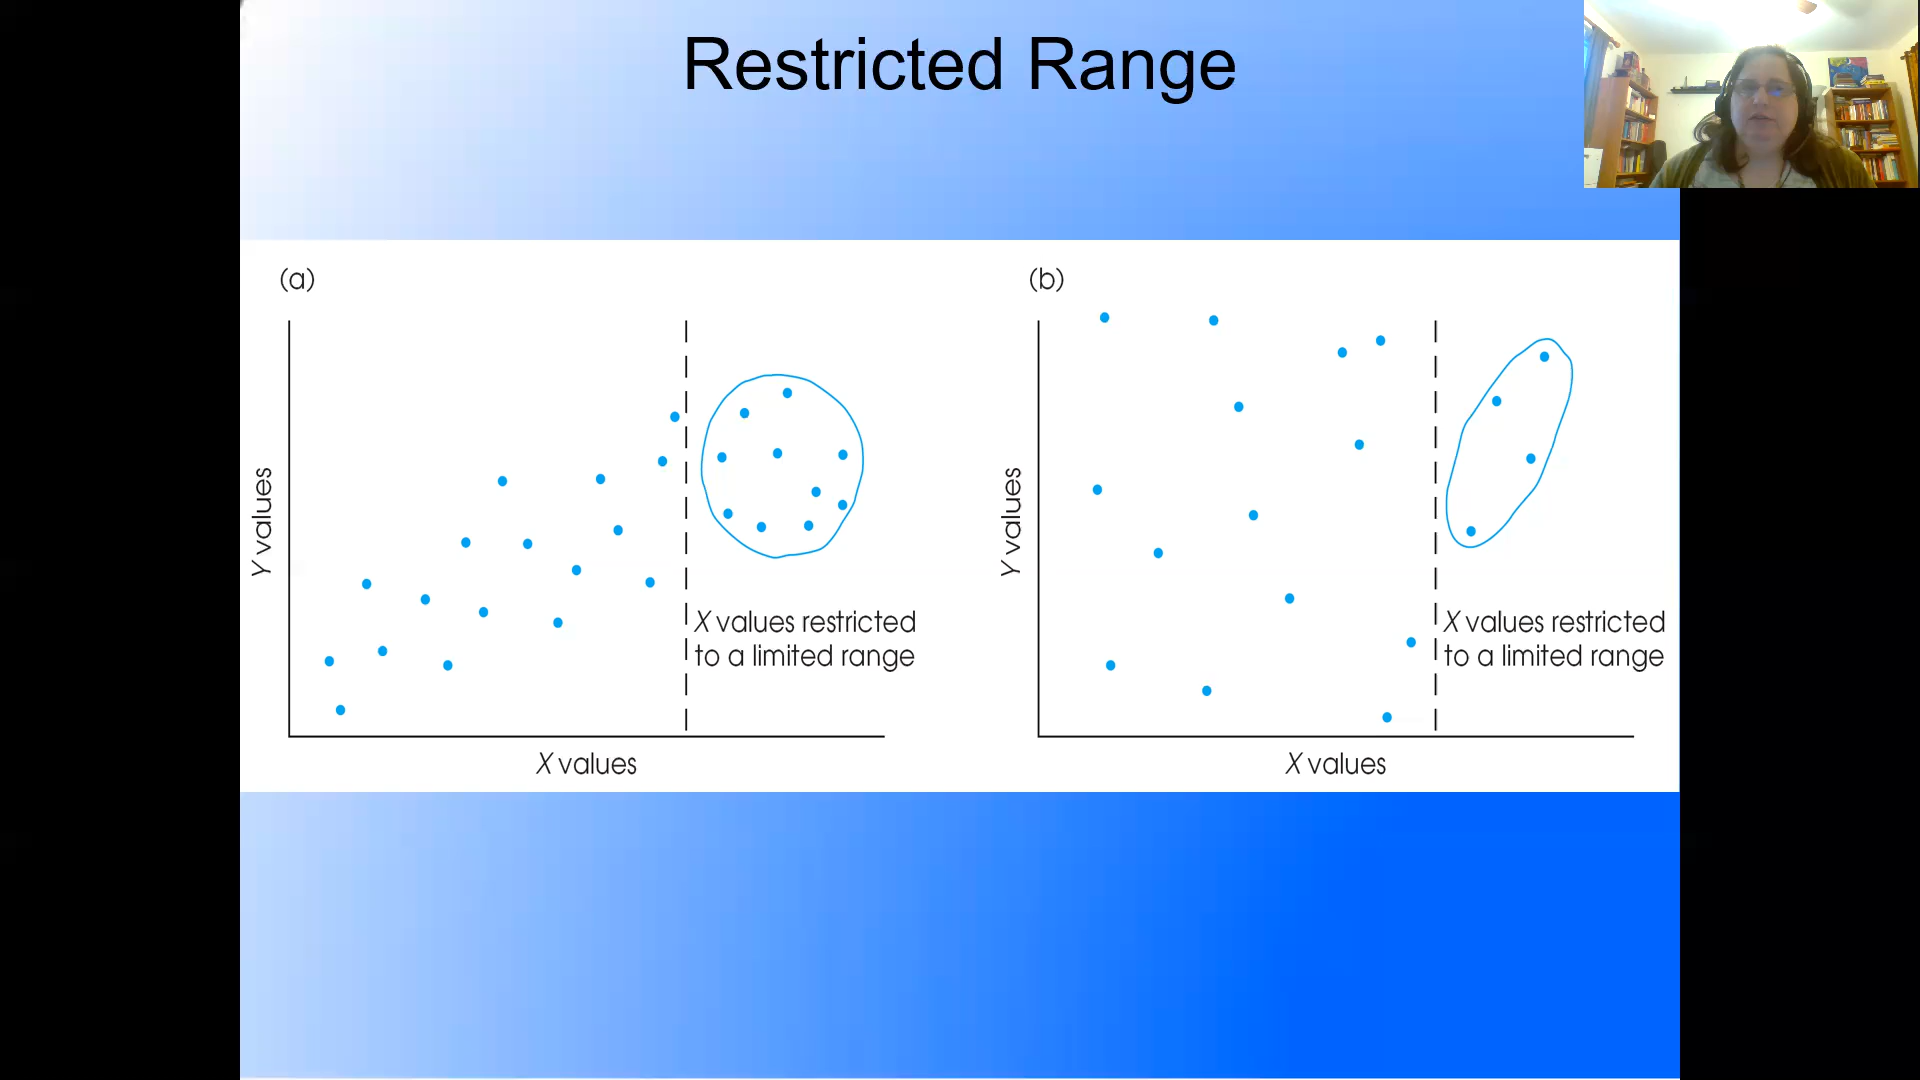 Restricted Range
(a)
Y values
X values restricted
to a limited range
X values
(b)
Y values
X values restricted
to a limited range
X values